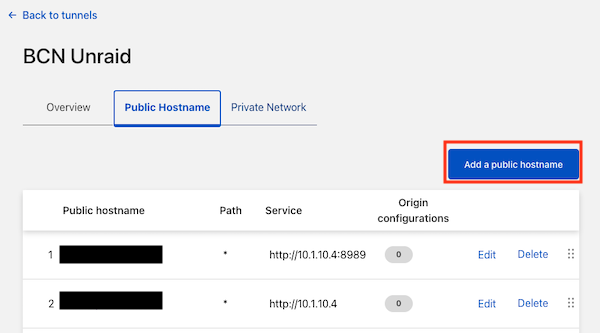 ← Back to tunnels
BCN Unraid
Overview Public Hostname Private Network
Add a public hostname
Public hostname Path Service Origin configurations
1 * http://10.1.10.4:8989 0 Edit Delete
2 * http://10.1.10.4 0 Edit Delete